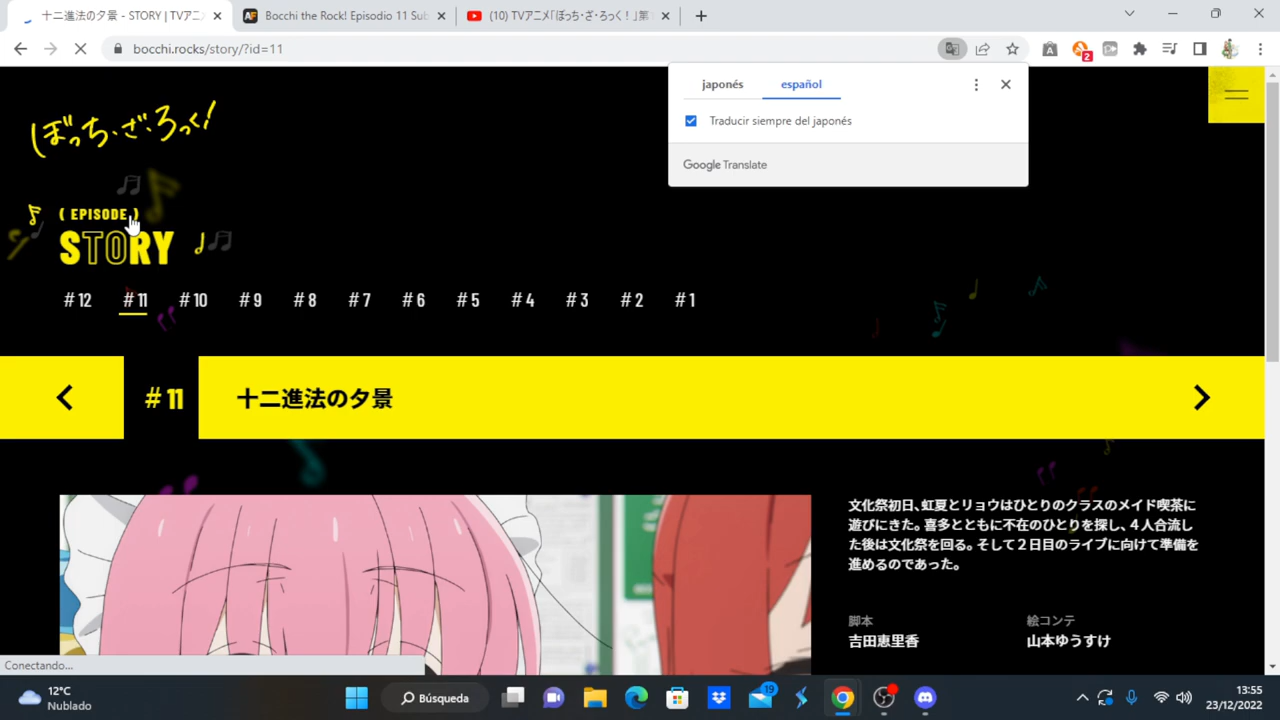 十二進法の夕景 - STORY | TVアニ
Bocchi the Rock! Episodio 11 Sub
(10) TVアニメ「ぼっち・ざ・ろっく！」第
bocchi.rocks/story/?id=11
2
japonés
español
Traducir siempre del japonés
Google Translate
ぼっち・ざ・ろっく!
( EPISODE )
STORY
#12 #11 #10 #9 #8 #7 #6 #5 #4 #3 #2 #1
#11
十二進法の夕景
文化祭初日、虹夏とリョウはひとりのクラスのメイド喫茶に
遊びにきた。喜多とともに不在のひとりを探し、４人合流し
た後は文化祭を回る。そして２日目のライブに向けて準備を
進めるのであった。
脚本
吉田恵里香
絵コンテ
山本ゆうすけ
Conectando...
12°C
Nublado
Búsqueda
19
13:55
23/12/2022